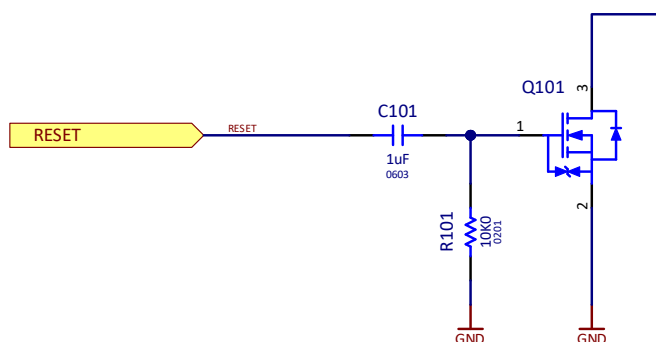 Q101
3
C101
RESET
RESET
1
1uF
0603
2
R101
10K0
0201
GND
GND